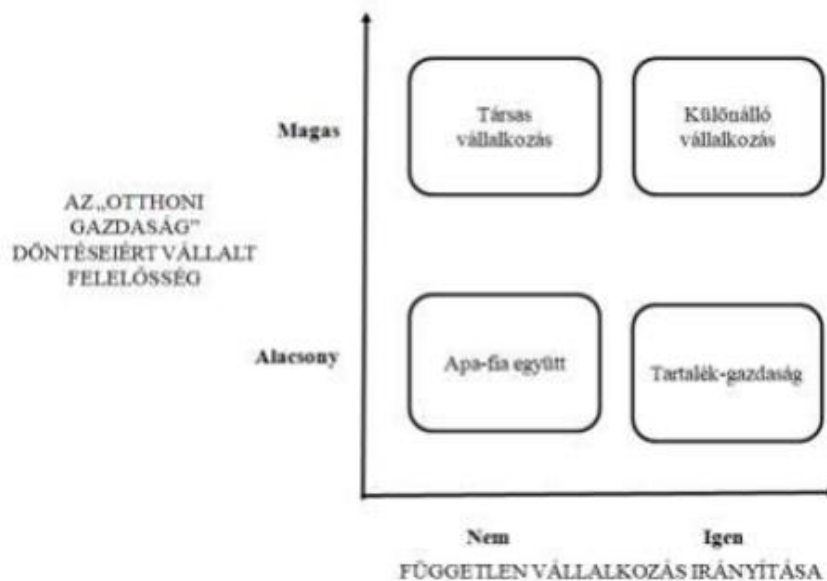 Magas
Társas
vállalkozás
Különálló
vállalkozás
AZ „OTTHONI
GAZDASÁG”
DÖNTÉSEIÉRT VÁLLALT
FELELŐSSÉG
Alacsony
Apa-fia együtt
Tartalék-gazdaság
Nem
Igen
FÜGGETLEN VÁLLALKOZÁS IRÁNYÍTÁSA